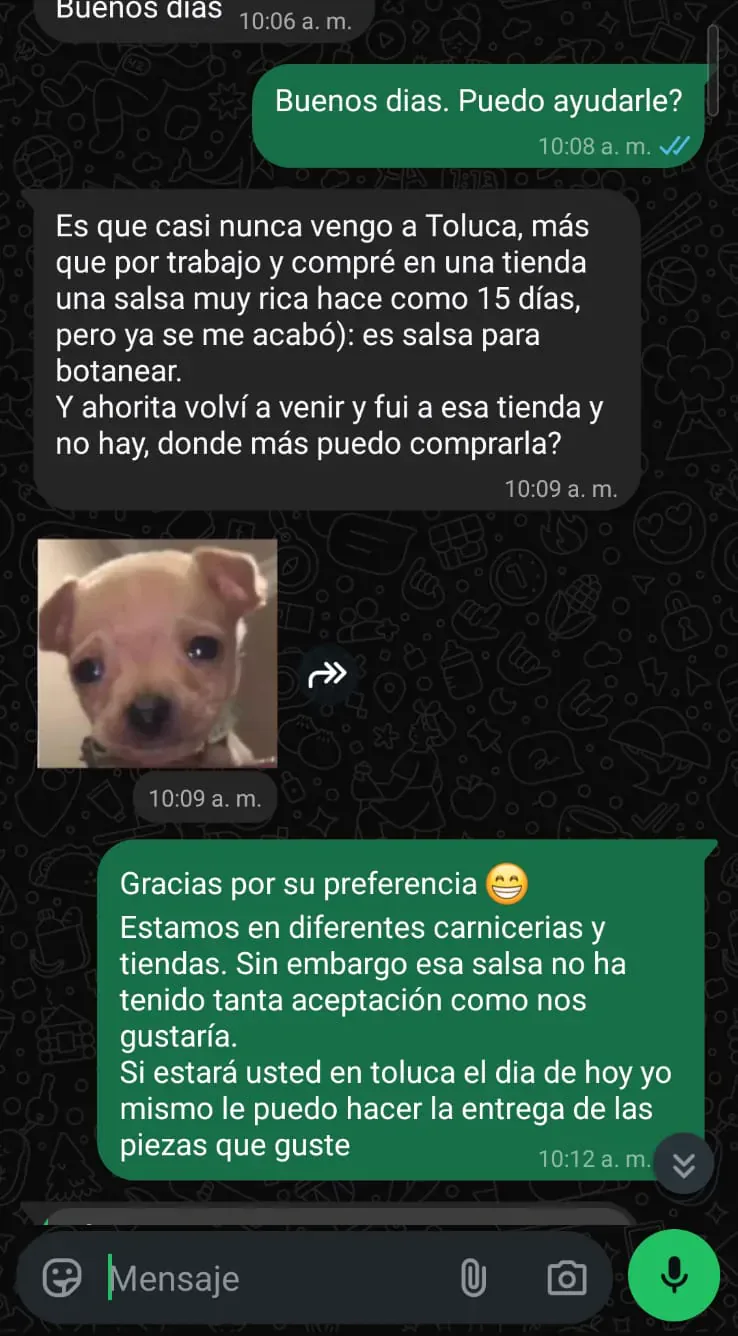 Buenos dias
10:06 a. m.
Buenos dias. Puedo ayudarle?
10:08 a. m.
Es que casi nunca vengo a Toluca, más
que por trabajo y compré en una tienda
una salsa muy rica hace como 15 días,
pero ya se me acabó): es salsa para
botanear.
Y ahorita volví a venir y fui a esa tienda y
no hay, donde más puedo comprarla?
10:09 a. m.
10:09 a. m.
Gracias por su preferencia 😁
Estamos en diferentes carnicerias y
tiendas. Sin embargo esa salsa no ha
tenido tanta aceptación como nos
gustaría.
Si estará usted en toluca el dia de hoy yo
mismo le puedo hacer la entrega de las
piezas que guste
10:12 a. m.
Mensaje